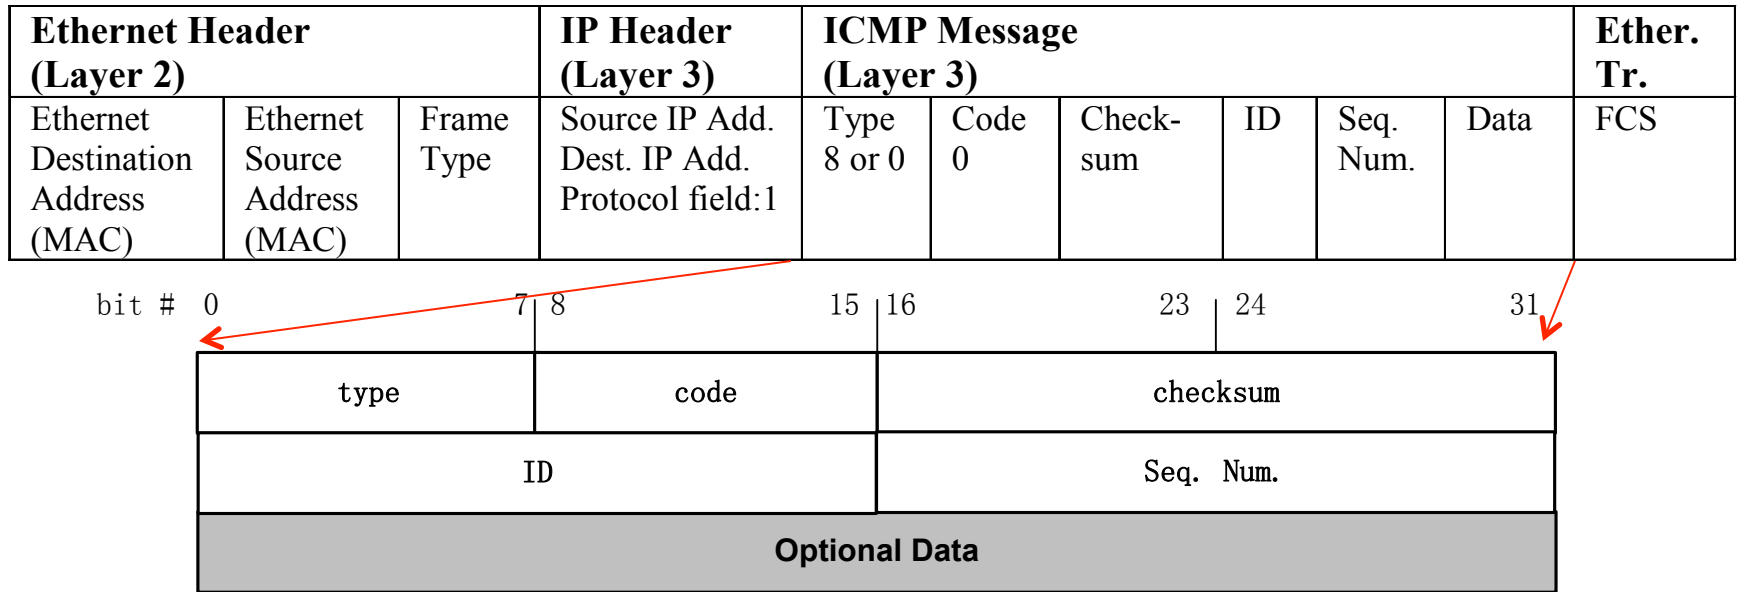 Ethernet Header
(Layer 2)
IP Header
(Layer 3)
ICMP Message
(Layer 3)
Ether.
Tr.
Ethernet
Destination
Address
(MAC)
Ethernet
Source
Address
(MAC)
Frame
Type
Source IP Add.
Dest. IP Add.
Protocol field:1
Type
8 or 0
Code
0
Check-
sum
ID
Seq.
Num.
Data
FCS
bit # 0 7 8 15 16 23 24 31
type code checksum
ID Seq. Num.
Optional Data